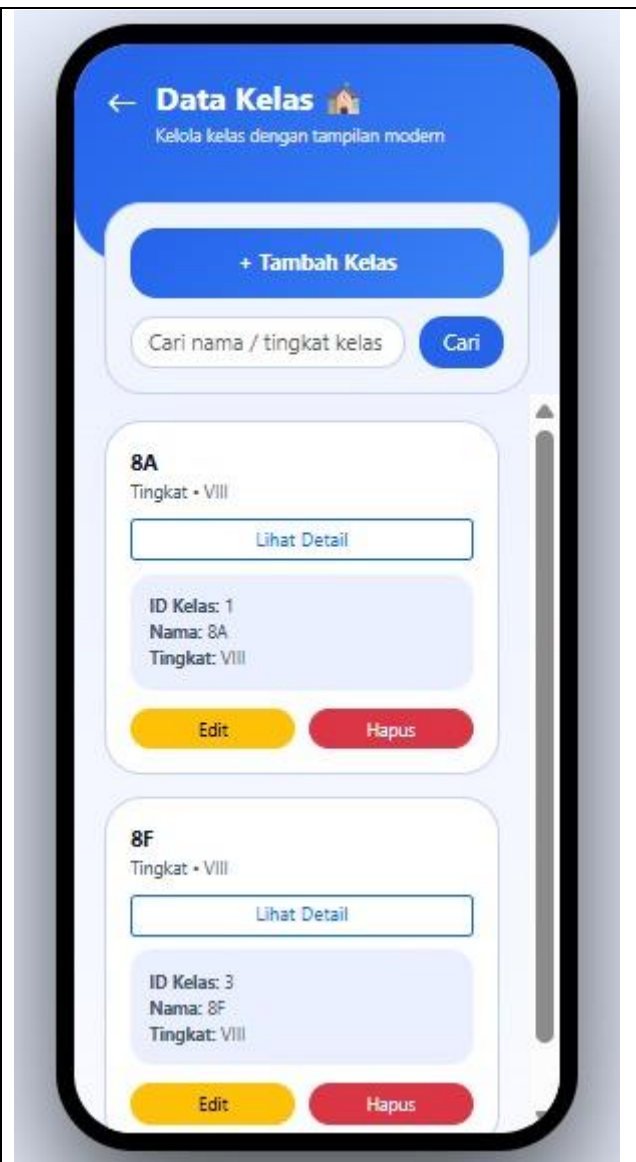 ← Data Kelas
Kelola kelas dengan tampilan modern
+ Tambah Kelas
Cari nama / tingkat kelas
Cari
8A
Tingkat • VIII
Lihat Detail
ID Kelas: 1
Nama: 8A
Tingkat: VIII
Edit
Hapus
8F
Tingkat • VIII
Lihat Detail
ID Kelas: 3
Nama: 8F
Tingkat: VIII
Edit
Hapus